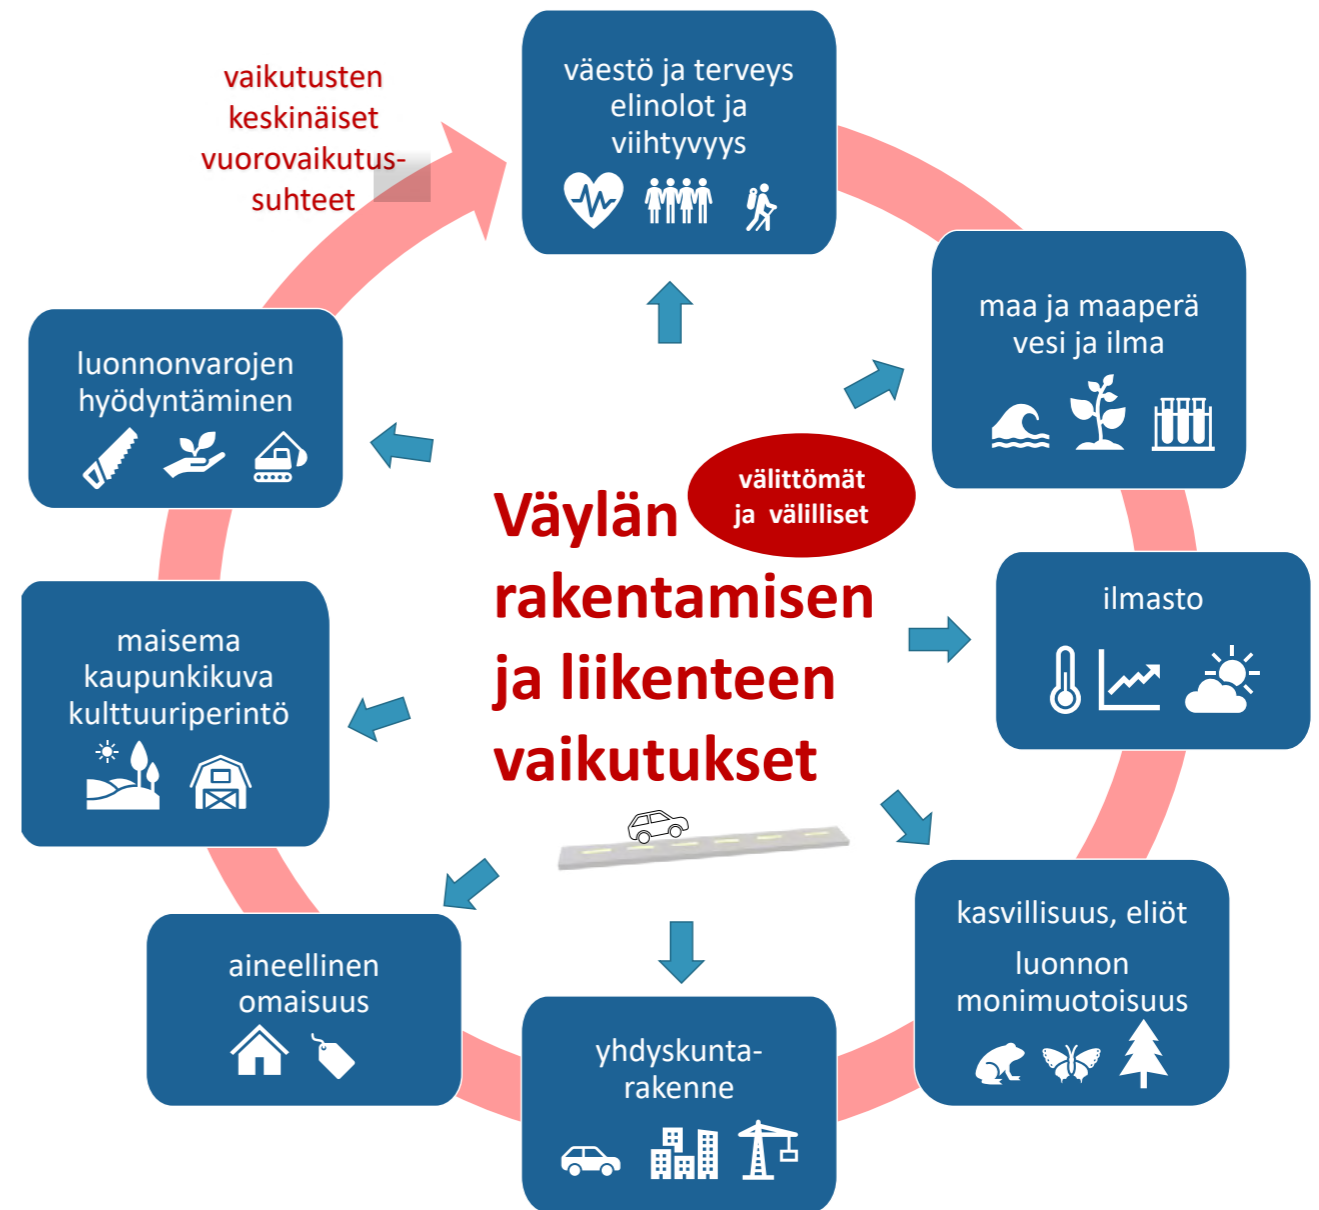 vaikutusten
keskinäiset
vuorovaikutus-
suhteet
väestö ja terveys
elinolot ja
viihtyvyys
maa ja maaperä
vesi ja ilma
ilmasto
kasvillisuus, eliöt
luonnon
monimuotoisuus
yhdyskunta-
rakenne
aineellinen
omaisuus
maisema
kaupunkikuva
kulttuuriperintö
luonnonvarojen
hyödyntäminen
välittömät
ja välilliset
Väylän
rakentamisen
ja liikenteen
vaikutukset